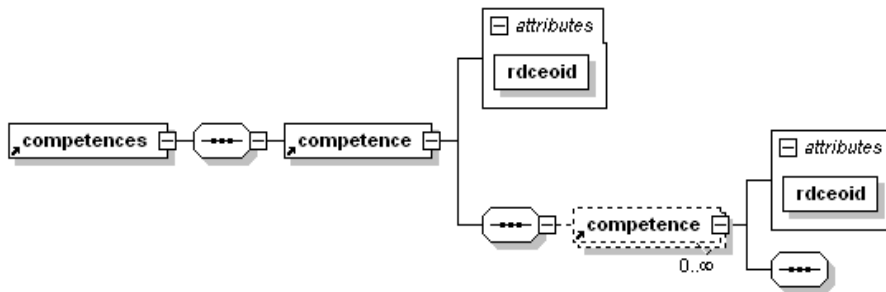 attributes
rdceoid
competences
competence
attributes
rdceoid
competence
0..∞